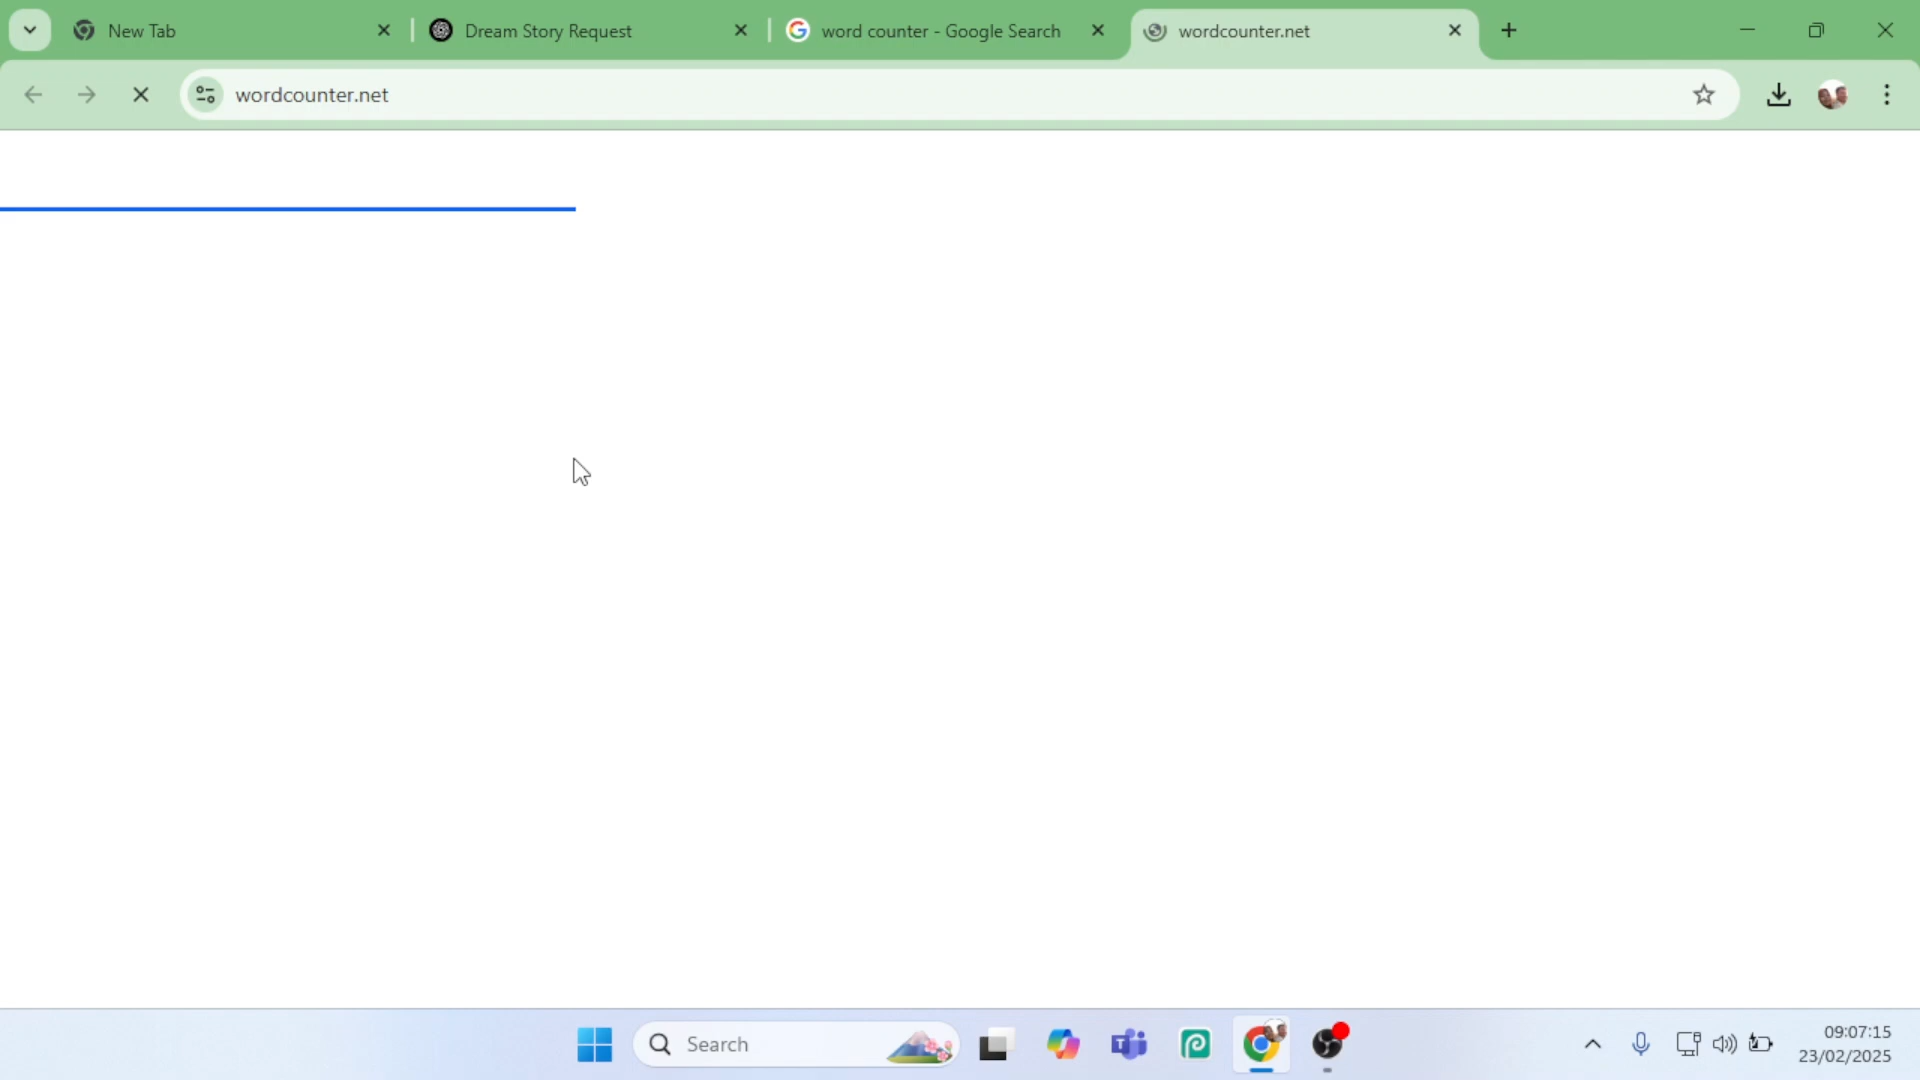 New Tab
Dream Story Request
word counter - Google Search
wordcounter.net
wordcounter.net
Search
09:07:15
23/02/2025